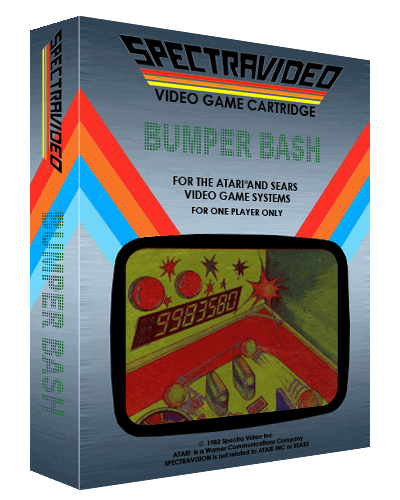 SPECTRAVIDEO
VIDEO GAME CARTRIDGE
BUMPER BASH
FOR THE ATARI® AND SEARS
VIDEO GAME SYSTEMS
FOR ONE PLAYER ONLY
9983580
© 1982 Spectra Video Inc.
ATARI is a Warner Communications Company
SPECTRAVISION is not related to ATARI INC or SEARS
SPECTRAVIDEO
BUMPER BASH